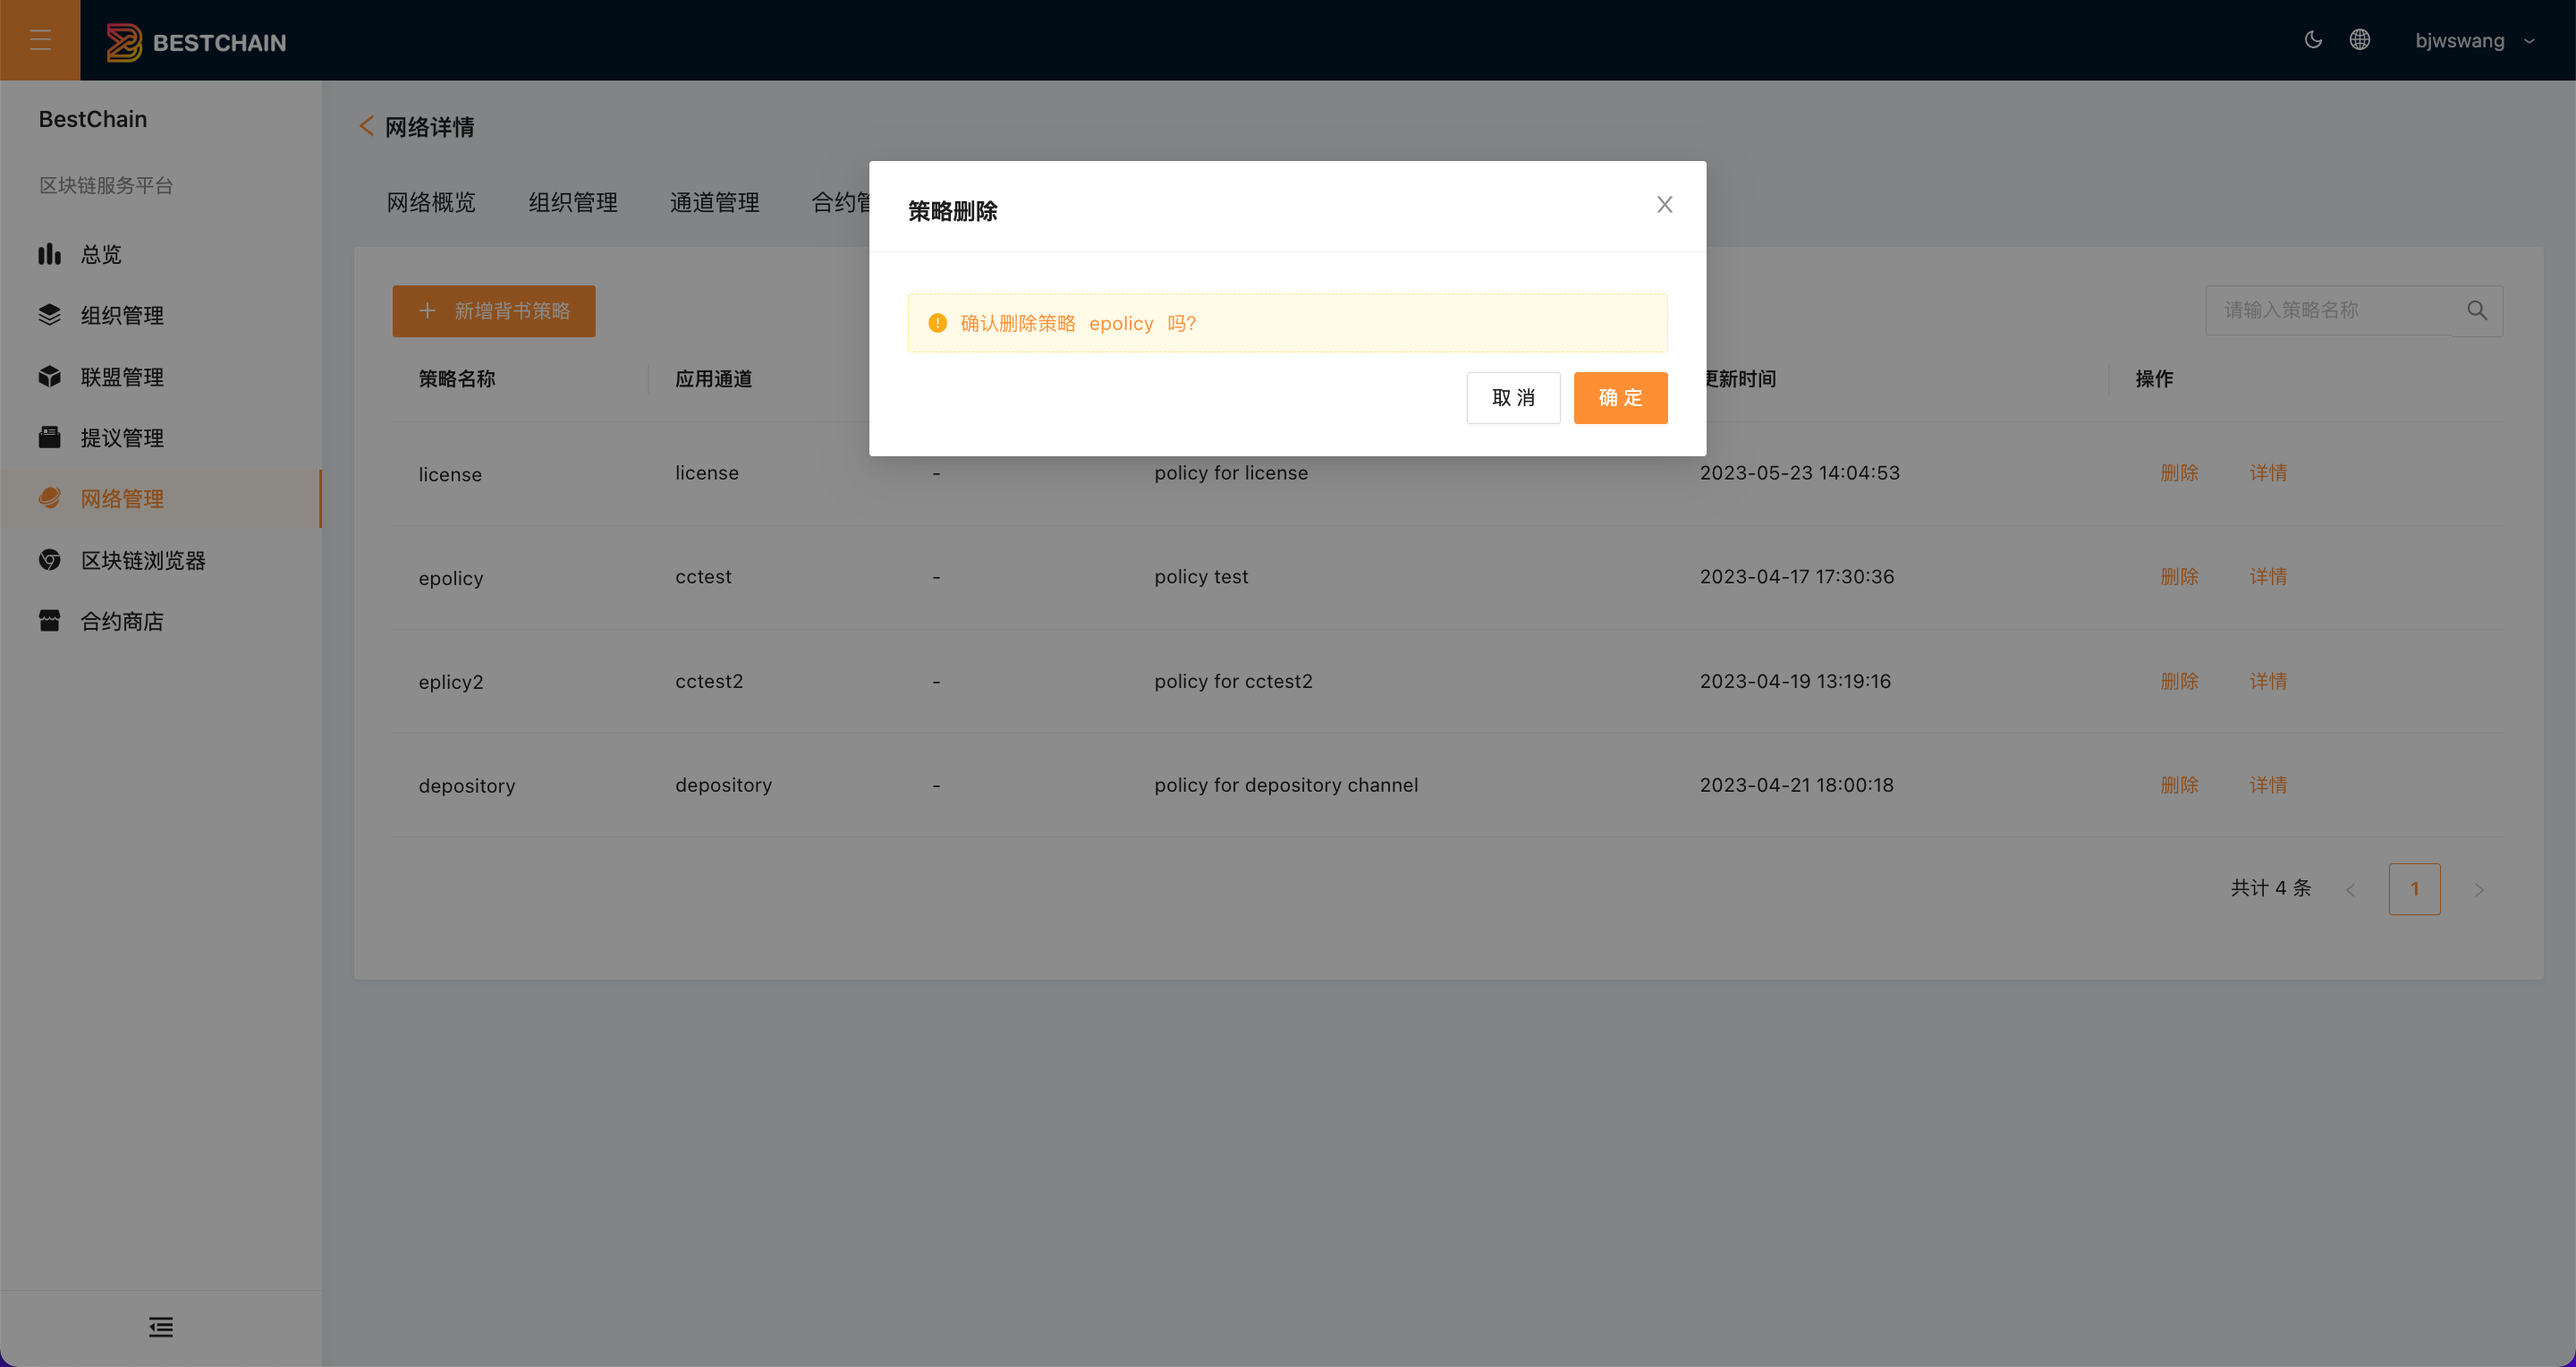 BESTCHAIN
bjwswang
BestChain
区块链服务平台
总览
组织管理
联盟管理
提议管理
网络管理
区块链浏览器
合约商店
网络详情
网络概览 组织管理 通道管理 合约管
策略删除
确认删除策略 epolicy 吗?
取 消 确 定
新增背书策略
请输入策略名称
策略名称 应用通道 更新时间 操作
license license - policy for license 2023-05-23 14:04:53 删除 详情
epolicy cctest - policy test 2023-04-17 17:30:36 删除 详情
eplicy2 cctest2 - policy for cctest2 2023-04-19 13:19:16 删除 详情
depository depository - policy for depository channel 2023-04-21 18:00:18 删除 详情
共计 4 条 1